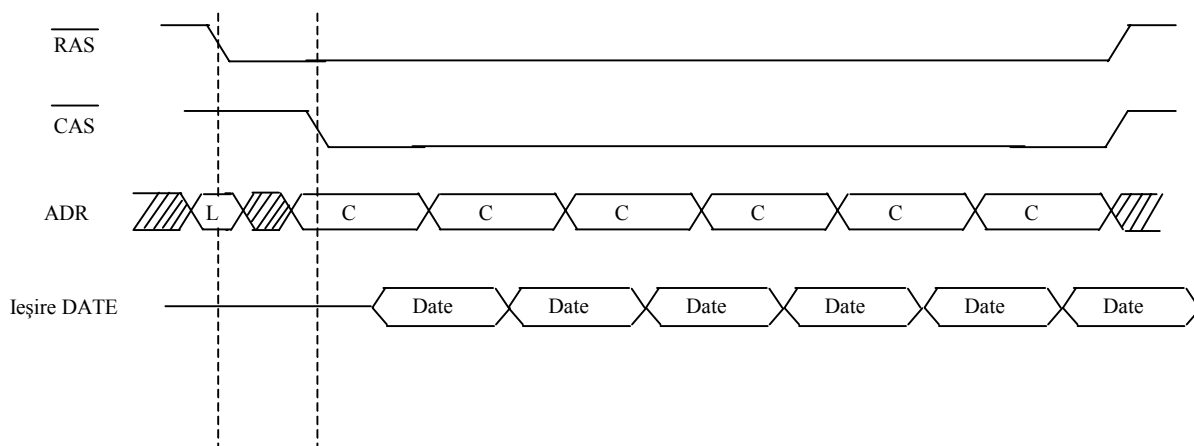 RAS
CAS
ADR L C C C C C C
Ieşire DATE Date Date Date Date Date Date